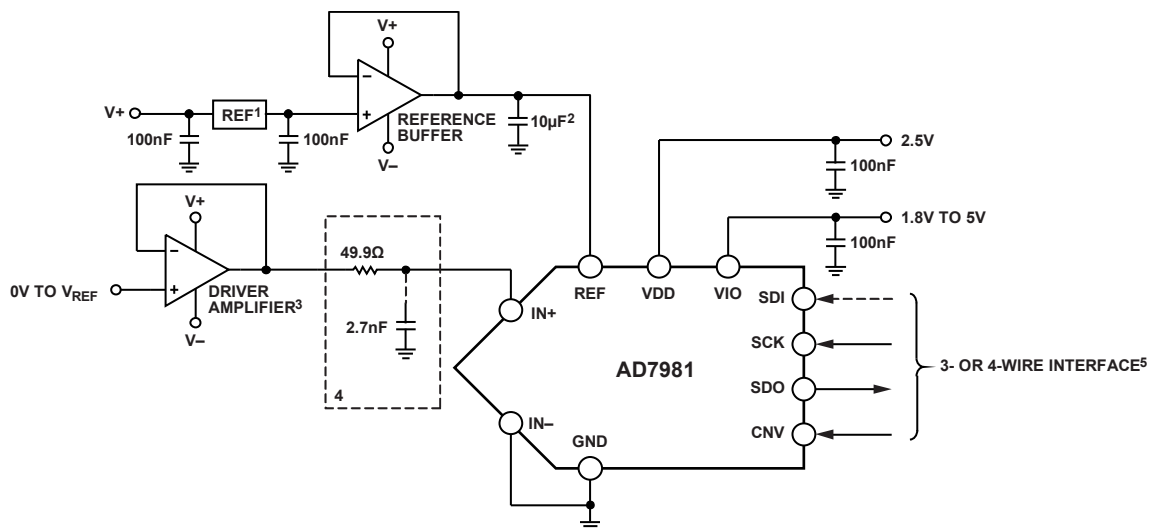 V+
V+
REF1
100nF
100nF
REFERENCE
BUFFER
V–
10µF2
2.5V
100nF
1.8V TO 5V
100nF
V+
0V TO VREF
DRIVER
AMPLIFIER3
V–
49.9Ω
2.7nF
4
REF
VDD
VIO
IN+
IN–
GND
AD7981
SDI
SCK
SDO
CNV
3- OR 4-WIRE INTERFACE5